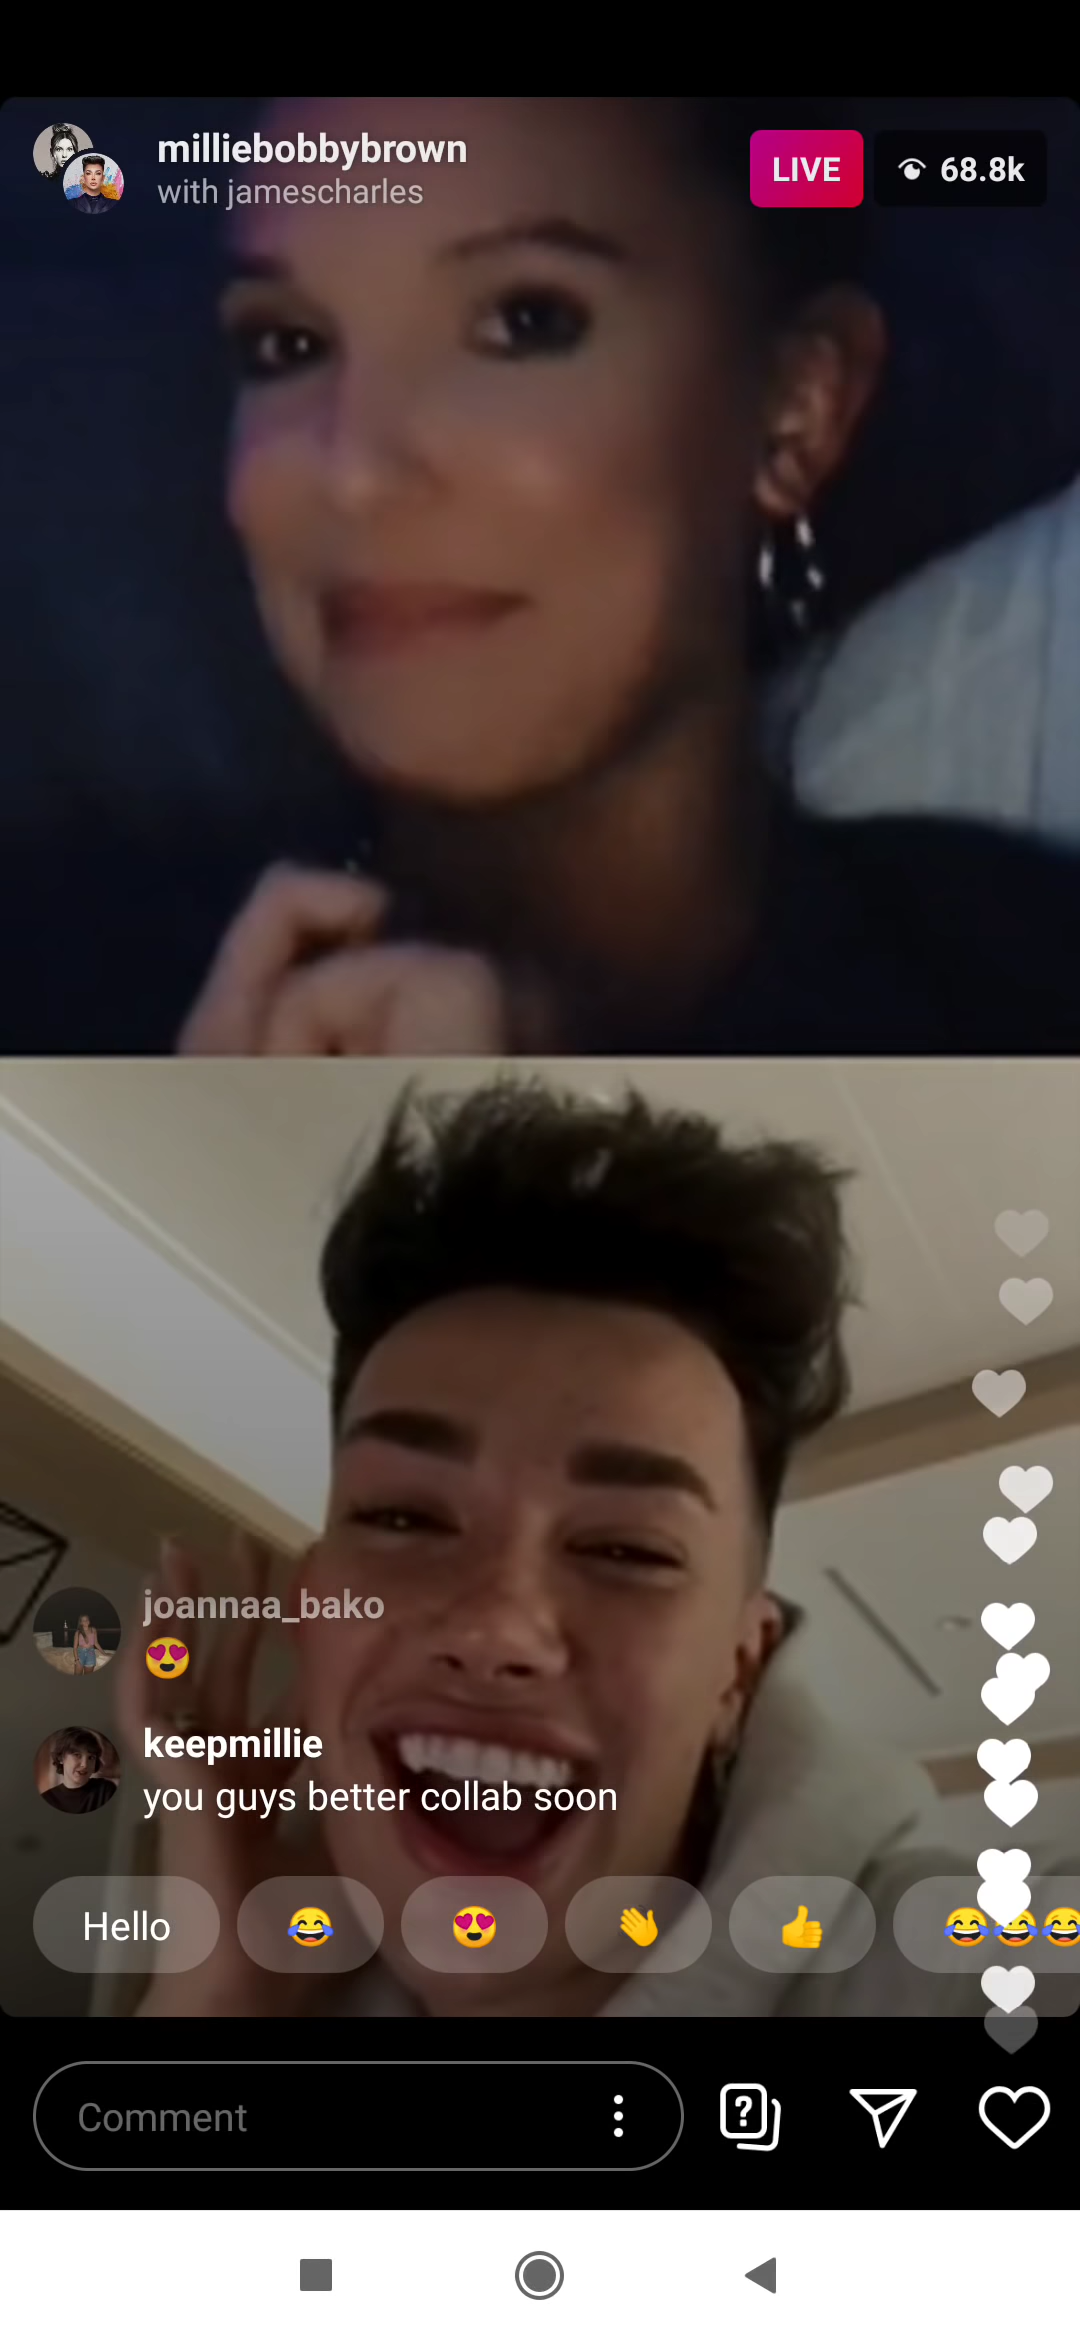 milliebobbybrown
with jamescharles
LIVE
68.8k
joannaa_bako
😍
keepmillie
you guys better collab soon
Hello
😂
😍
👋
👍
😂😂😂
Comment